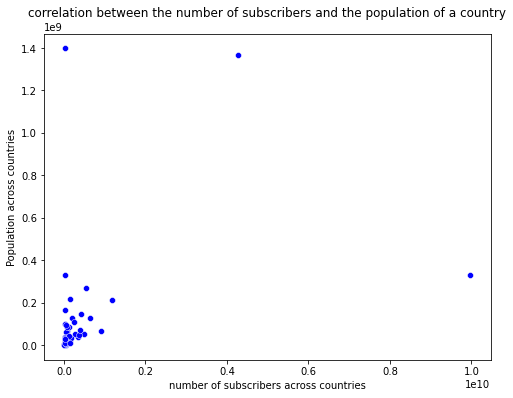 correlation between the number of subscribers and the population of a country
1e9
1.4
1.2
1.0
0.8
0.6
0.4
0.2
0.0
Population across countries
0.0 0.2 0.4 0.6 0.8 1.0
1e10
number of subscribers across countries